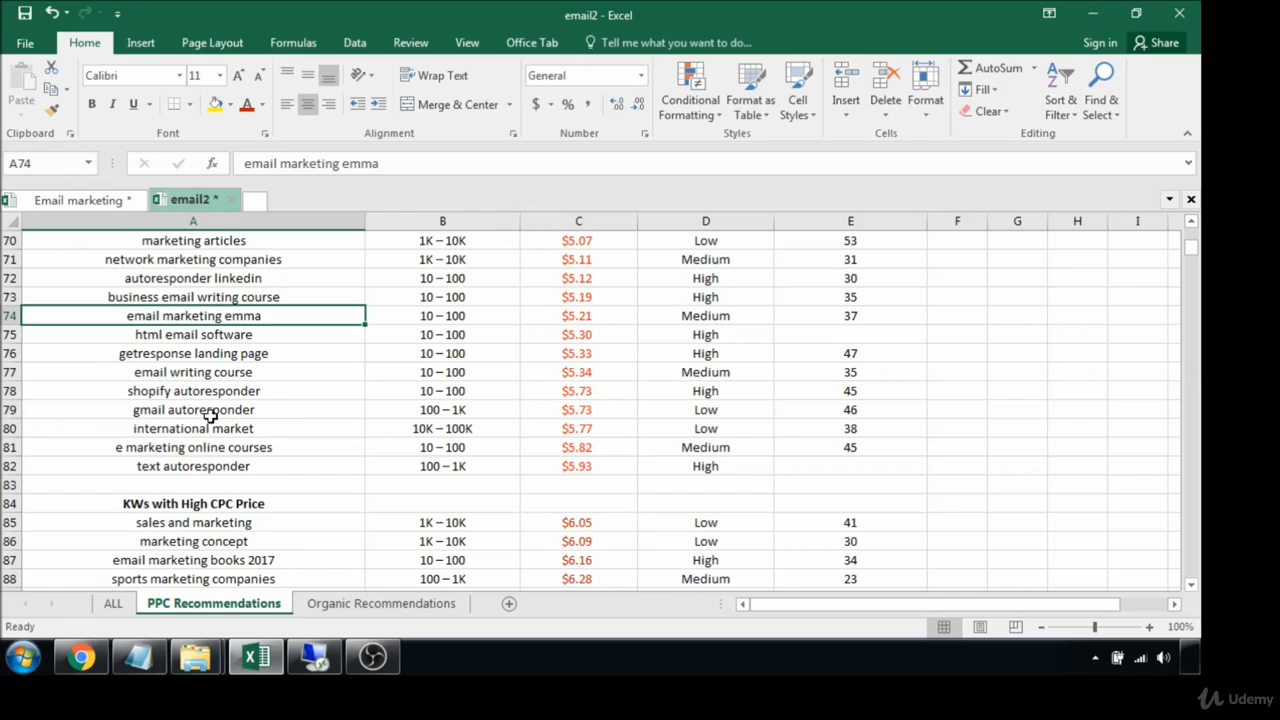 email2 - Excel
File Home Insert Page Layout Formulas Data Review View Office Tab Tell me what you want to do... Sign in Share
Paste Calibri 11 Wrap Text General AutoSum
B I U Merge & Center $ % Conditional Formatting Format as Table Cell Styles Insert Delete Format Fill Sort & Filter Find & Select
Clear
Clipboard Font Alignment Number Styles Cells Editing
A74 fx email marketing emma
Email marketing * email2 *
A B C D E F G H I
70 marketing articles 1K – 10K $5.07 Low 53
71 network marketing companies 1K – 10K $5.11 Medium 31
72 autoresponder linkedin 10 – 100 $5.12 High 30
73 business email writing course 10 – 100 $5.19 High 35
74 email marketing emma 10 – 100 $5.21 Medium 37
75 html email software 10 – 100 $5.30 High
76 getresponse landing page 10 – 100 $5.33 High 47
77 email writing course 10 – 100 $5.34 Medium 35
78 shopify autoresponder 10 – 100 $5.73 High 45
79 gmail autoresponder 100 – 1K $5.73 Low 46
80 international market 10K – 100K $5.77 Low 38
81 e marketing online courses 10 – 100 $5.82 Medium 45
82 text autoresponder 100 – 1K $5.93 High
83
84 KWs with High CPC Price
85 sales and marketing 1K – 10K $6.05 Low 41
86 marketing concept 1K – 10K $6.09 Low 30
87 email marketing books 2017 10 – 100 $6.16 High 34
88 sports marketing companies 100 – 1K $6.28 Medium 23
ALL PPC Recommendations Organic Recommendations
Ready 100%
Udemy